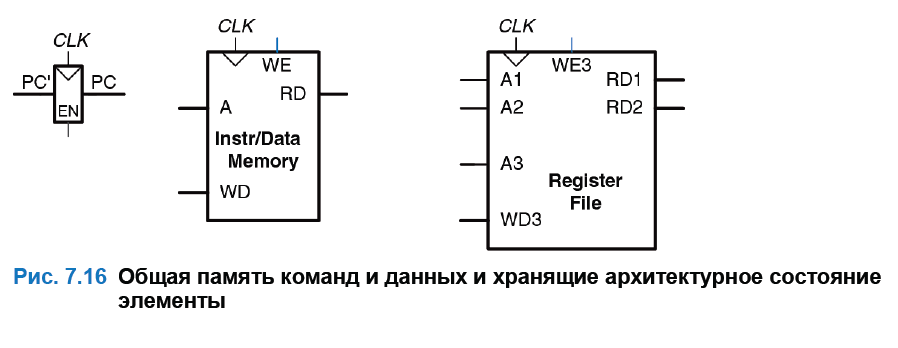 CLK
PC'
PC
EN
CLK
WE
A
RD
Instr/Data
Memory
WD
CLK
WE3
A1
RD1
A2
RD2
A3
Register
File
WD3
Рис. 7.16 Общая память команд и данных и хранящие архитектурное состояние
элементы